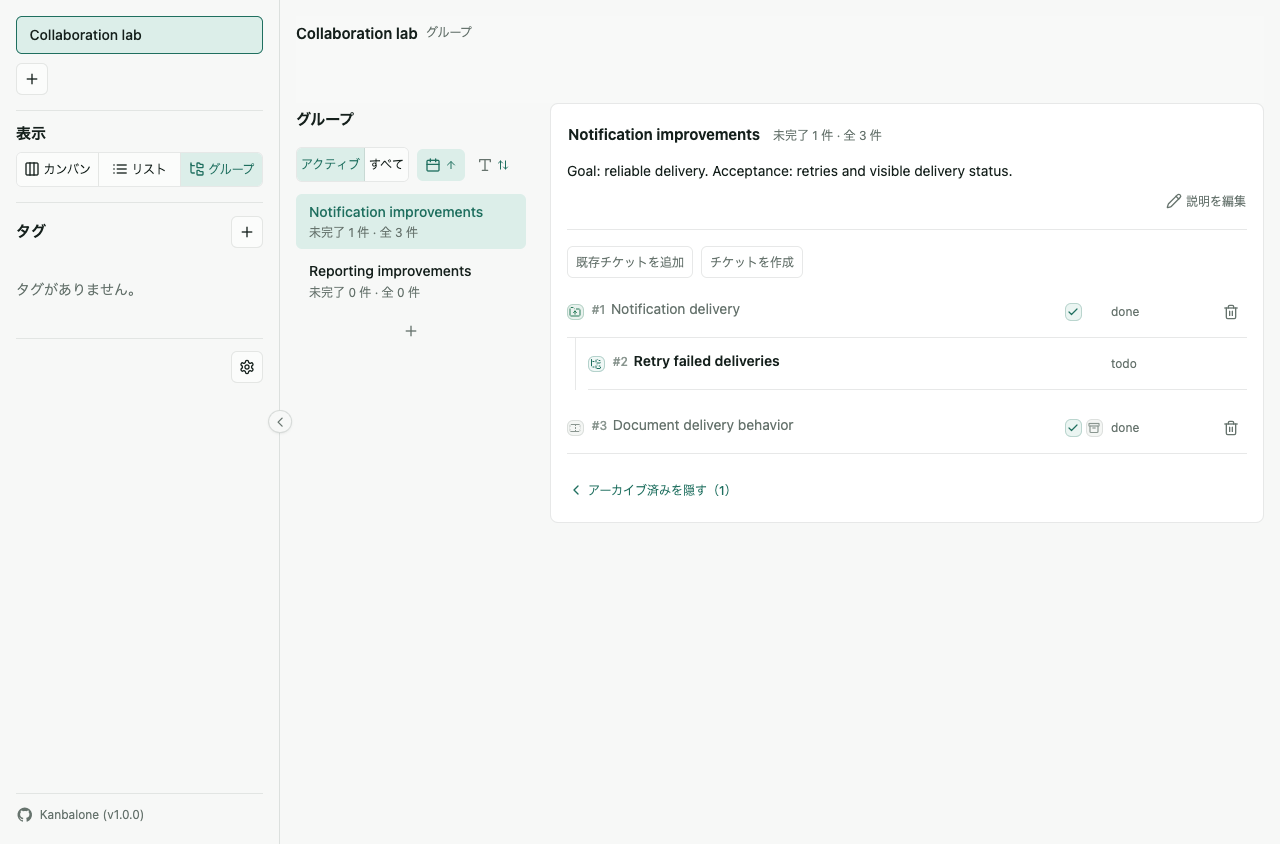 Collaboration lab
表示
カンバン リスト グループ
タグ
タグがありません。
Kanbalone (v1.0.0)
Collaboration lab グループ
グループ
アクティブ すべて
Notification improvements
未完了 1 件 · 全 3 件
Reporting improvements
未完了 0 件 · 全 0 件
Notification improvements 未完了 1 件 · 全 3 件
Goal: reliable delivery. Acceptance: retries and visible delivery status.
説明を編集
既存チケットを追加 チケットを作成
#1 Notification delivery done
#2 Retry failed deliveries todo
#3 Document delivery behavior done
アーカイブ済みを隠す（1）